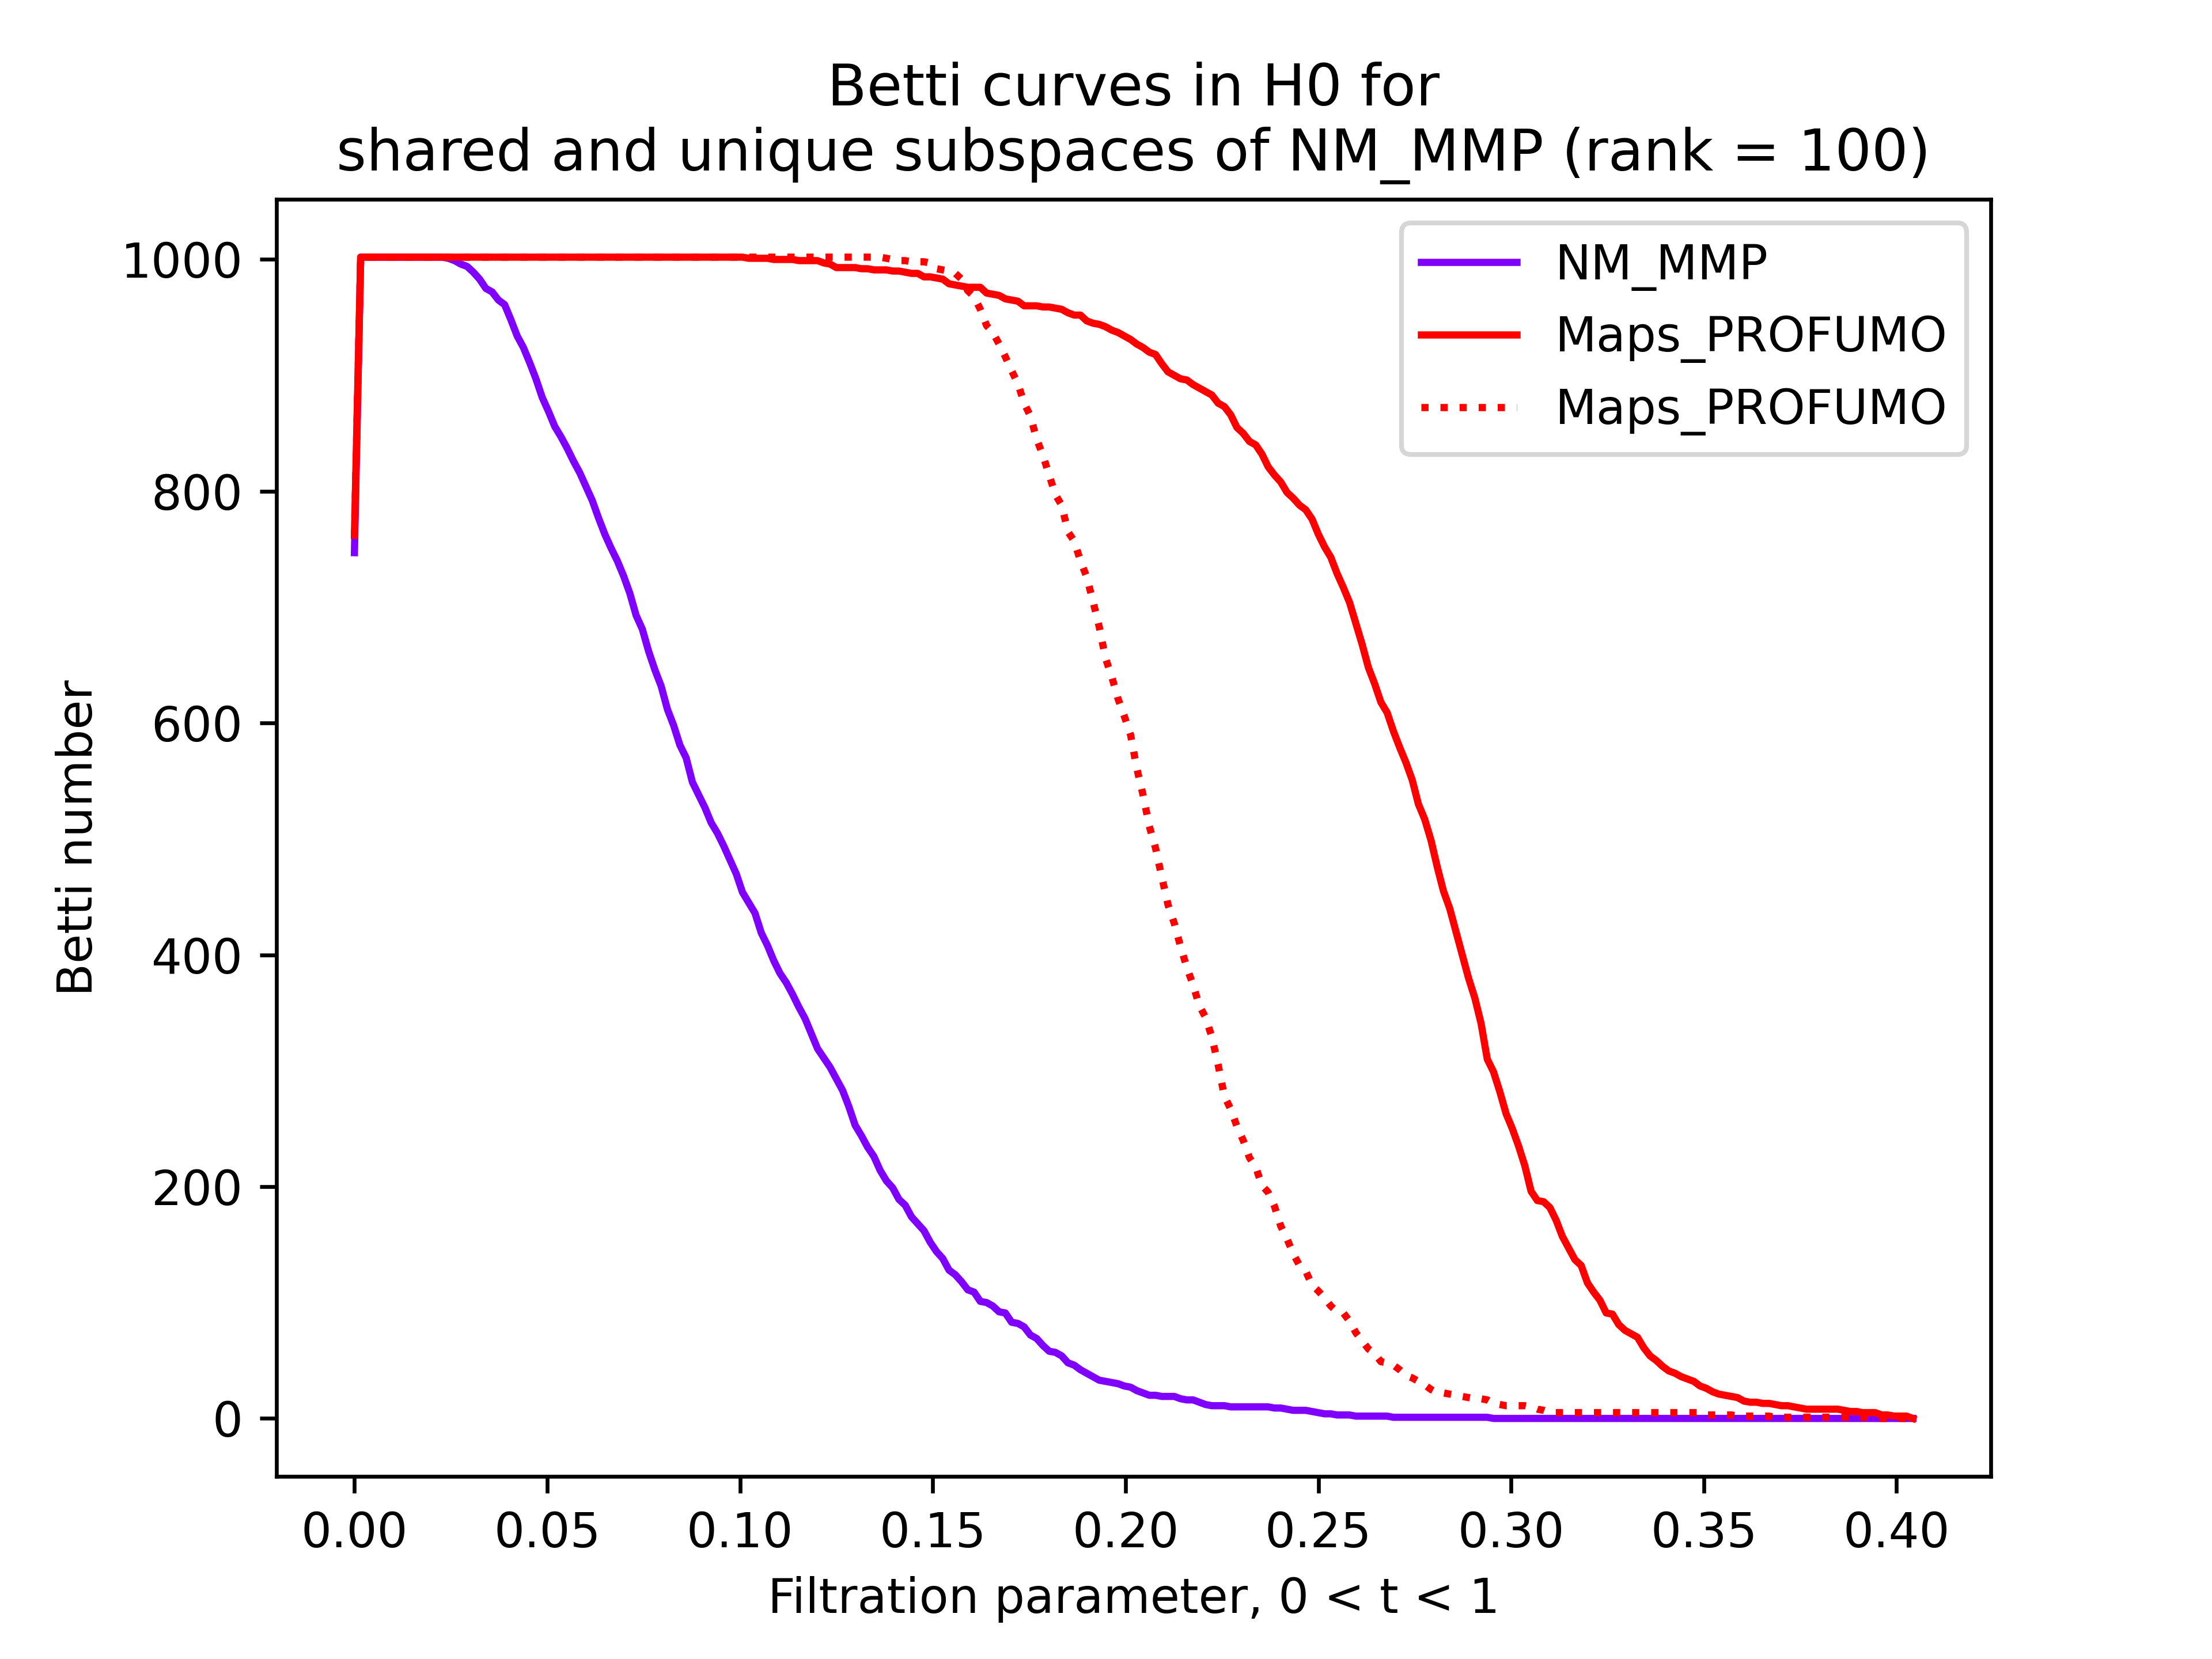 Betti curves in H0 for
shared and unique subspaces of NM_MMP (rank = 100)
NM_MMP
Maps_PROFUMO
Maps_PROFUMO
Betti number
1000
800
600
400
200
0
0.00 0.05 0.10 0.15 0.20 0.25 0.30 0.35 0.40
Filtration parameter, 0 < t < 1